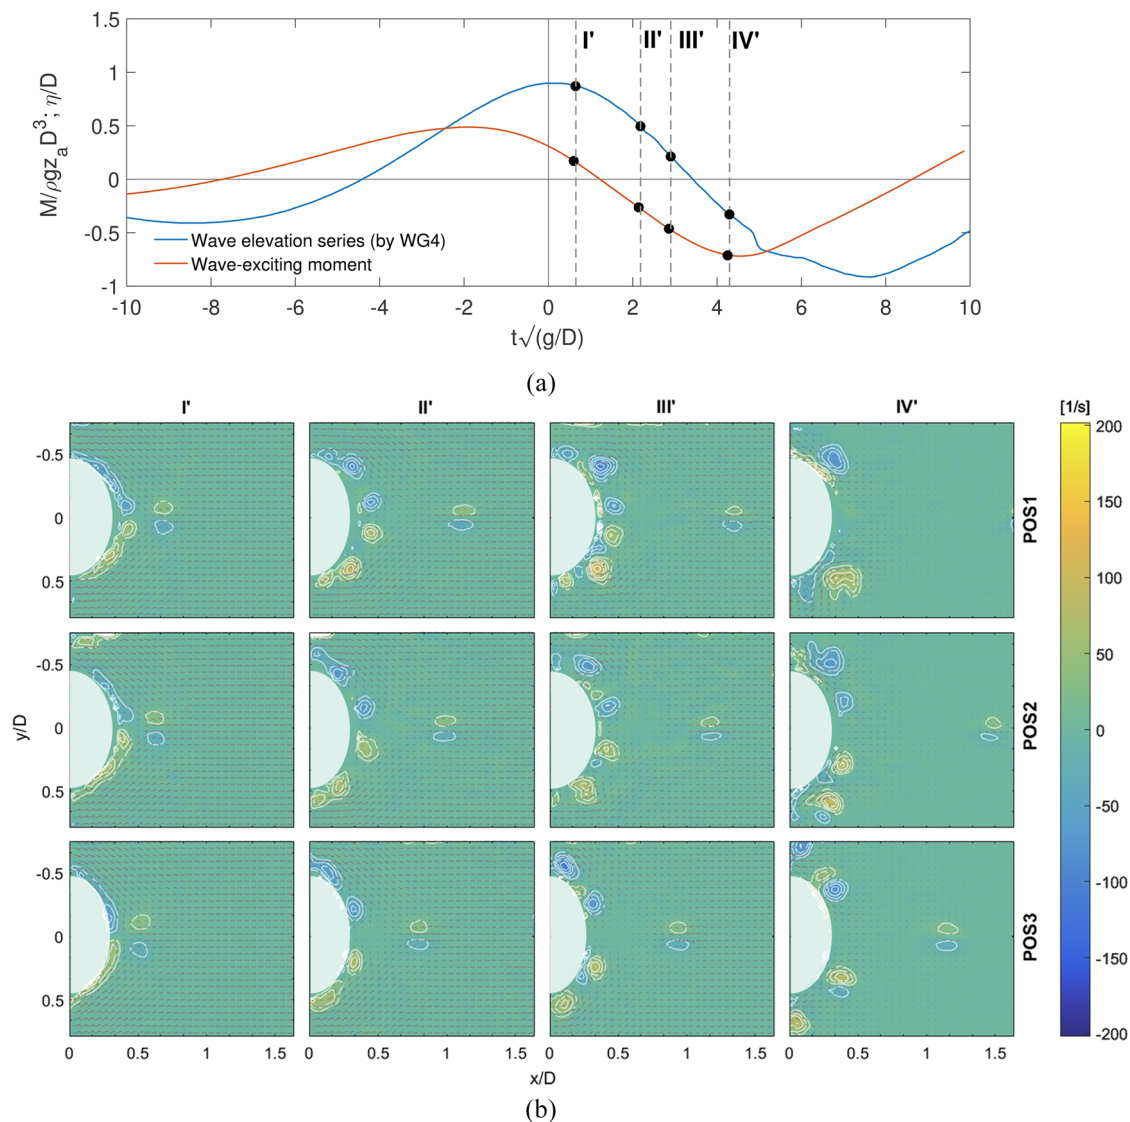 1.5
1
0.5
0
-0.5
-1
M/ρgz_a D^3; η/D
I' II' III' IV'
Wave elevation series (by WG4)
Wave-exciting moment
-10 -8 -6 -4 -2 0 2 4 6 8 10
t√(g/D)
(a)
I' II' III' IV' [1/s]
-0.5
0
0.5
POS1
-0.5
0
0.5
y/D
POS2
-0.5
0
0.5
POS3
200
150
100
50
0
-50
-100
-150
-200
0 0.5 1 1.5 0 0.5 1 1.5 0 0.5 1 1.5 0 0.5 1 1.5
x/D
(b)